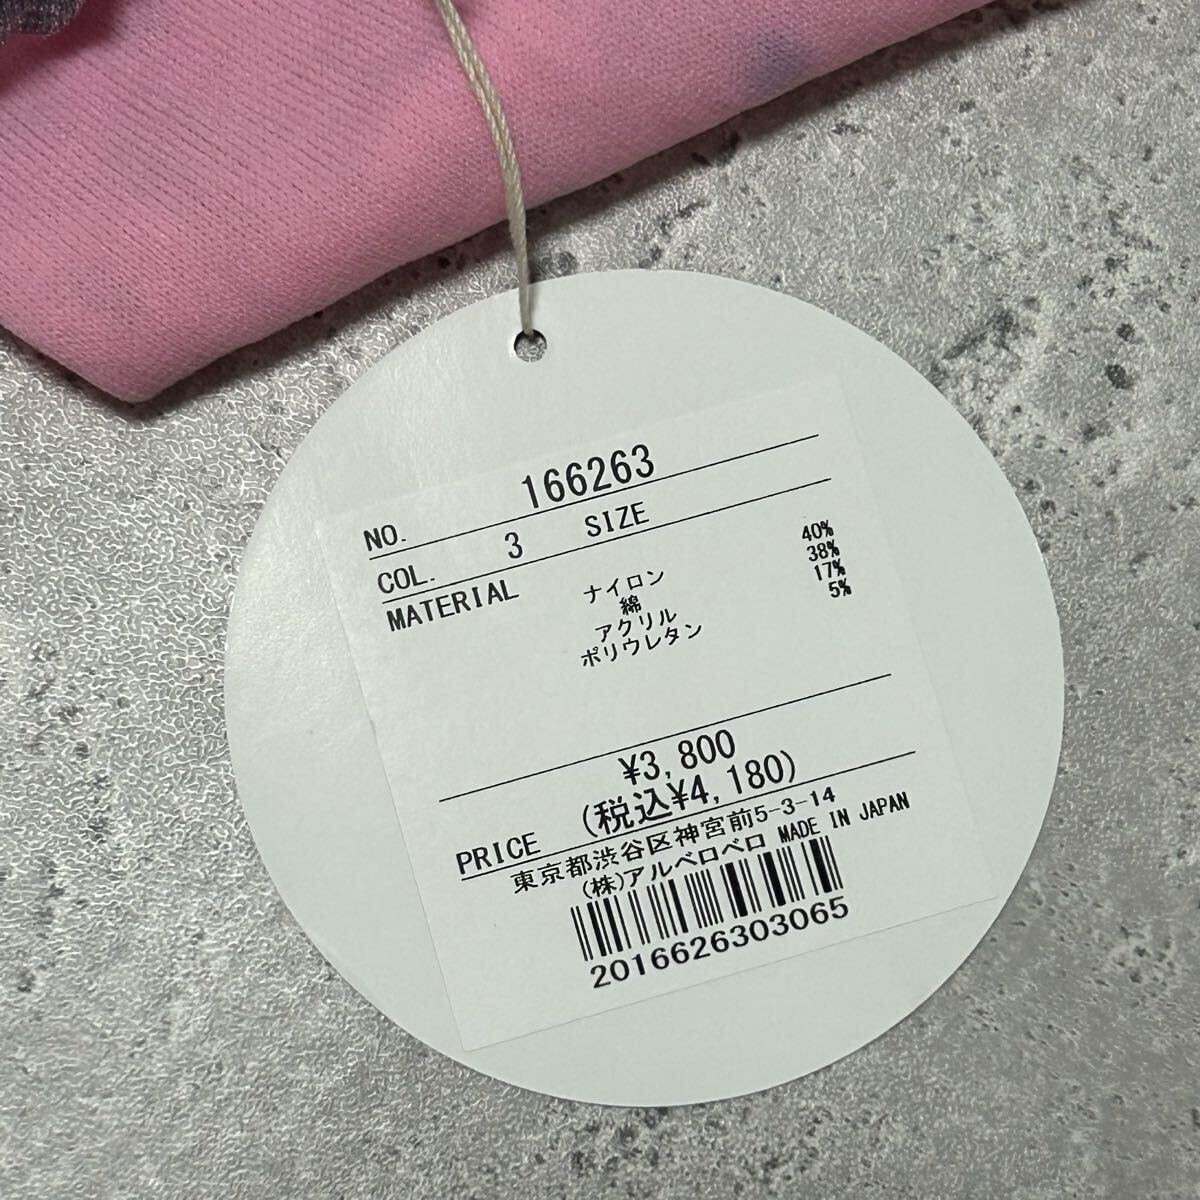 NO. 166263
COL. 3 SIZE
MATERIAL ナイロン 40%
綿 38%
アクリル 17%
ポリウレタン 5%
¥3,800
PRICE (税込¥4,180)
東京都渋谷区神宮前5-3-14
(株)アルベロベロ MADE IN JAPAN
2016626303065